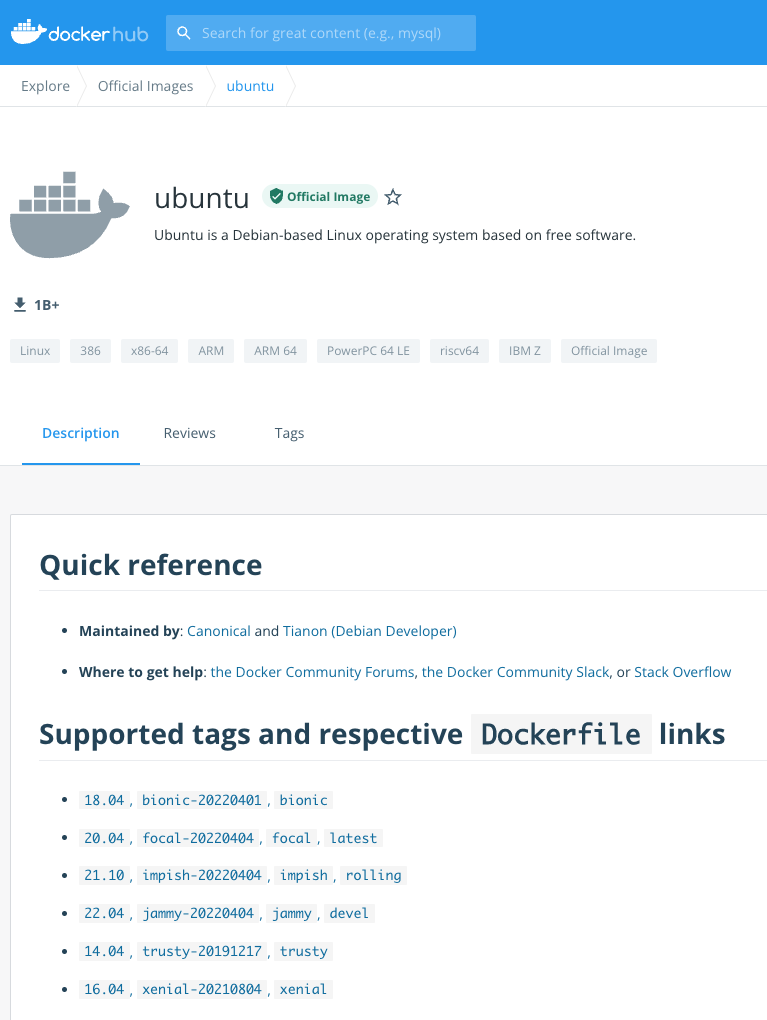 docker hub Search for great content (e.g., mysql)
Explore Official Images ubuntu
ubuntu Official Image
Ubuntu is a Debian-based Linux operating system based on free software.
1B+
Linux 386 x86-64 ARM ARM 64 PowerPC 64 LE riscv64 IBM Z Official Image
Description Reviews Tags
Quick reference
• Maintained by: Canonical and Tianon (Debian Developer)
• Where to get help: the Docker Community Forums, the Docker Community Slack, or Stack Overflow
Supported tags and respective Dockerfile links
• 18.04, bionic-20220401, bionic
• 20.04, focal-20220404, focal, latest
• 21.10, impish-20220404, impish, rolling
• 22.04, jammy-20220404, jammy, devel
• 14.04, trusty-20191217, trusty
• 16.04, xenial-20210804, xenial